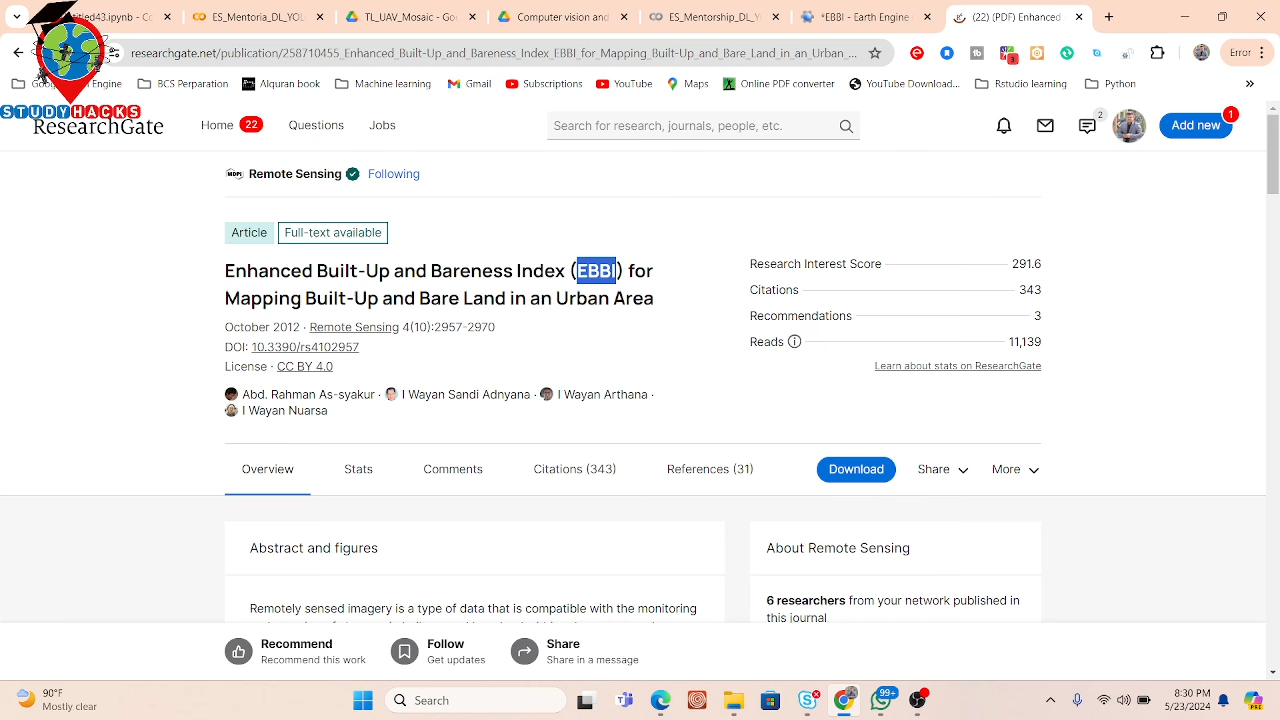 itled3.ipynb - Col
ES_Deep_DL_YO
TL_UAV_Mosaic - Go
Computer vision and
ES_Membership
*EBBI - Earth Engine
(22) (PDF) Enhanced
researchgate.net/publication/258710455_Enhanced_Built-Up_and_Bareness_Index_EBBI_for_Mapping_Built-Up_and_Bare_Land_in_an_Urban_...
3
Error
Engine
BCS Perparation
Alqurium book
Machine learning
Gmail
Subscriptions
YouTube
Maps
Online PDF converter
YouTube Download...
Rstudio learning
Python
STUDYHACKS
ResearchGate
Home 22
Questions
Jobs
Search for research, journals, people, etc.
2
Add new
1
MDPI Remote Sensing Following
Article
Full-text available
Enhanced Built-Up and Bareness Index (EBBI) for
Mapping Built-Up and Bare Land in an Urban Area
October 2012 · Remote Sensing 4(10):2957-2970
DOI: 10.3390/rs4102957
License · CC BY 4.0
Abd. Rahman As-syakur · I Wayan Sandi Adnyana · I Wayan Arthana ·
I Wayan Nuarsa
Research Interest Score 291.6
Citations 343
Recommendations 3
Reads 11,139
Learn about stats on ResearchGate
Overview
Stats
Comments
Citations (343)
References (31)
Download
Share
More
Abstract and figures
About Remote Sensing
Remotely sensed imagery is a type of data that is compatible with the monitoring
6 researchers from your network published in
this journal
Recommend
Recommend this work
Follow
Get updates
Share
Share in a message
90°F
Mostly clear
Search
99+
8:30 PM
5/23/2024